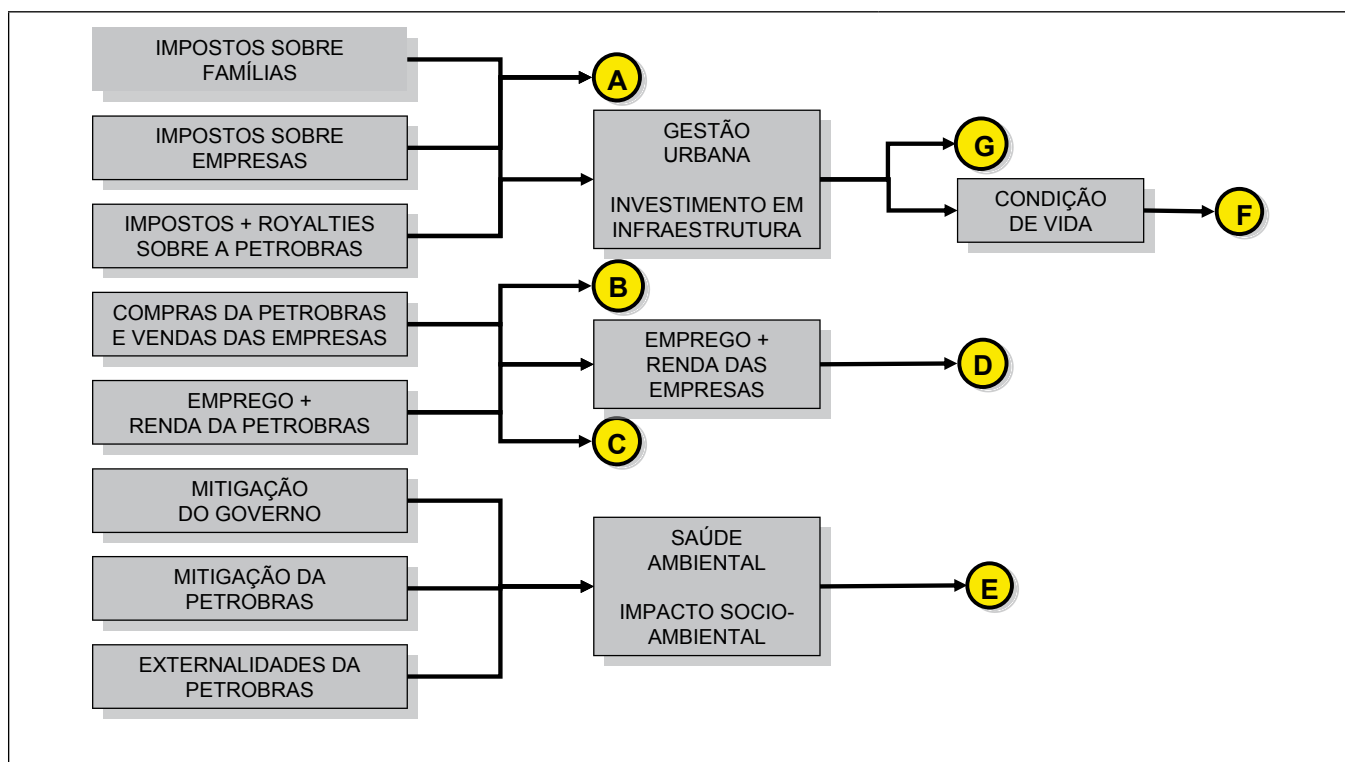 IMPOSTOS SOBRE
FAMÍLIAS
A
IMPOSTOS SOBRE
EMPRESAS
GESTÃO
URBANA
INVESTIMENTO EM
INFRAESTRUTURA
G
CONDIÇÃO
DE VIDA
F
IMPOSTOS + ROYALTIES
SOBRE A PETROBRAS
COMPRAS DA PETROBRAS
E VENDAS DAS EMPRESAS
B
EMPREGO +
RENDA DAS
EMPRESAS
D
EMPREGO +
RENDA DA PETROBRAS
C
MITIGAÇÃO
DO GOVERNO
MITIGAÇÃO DA
PETROBRAS
SAÚDE
AMBIENTAL
IMPACTO SOCIO-
AMBIENTAL
E
EXTERNALIDADES DA
PETROBRAS